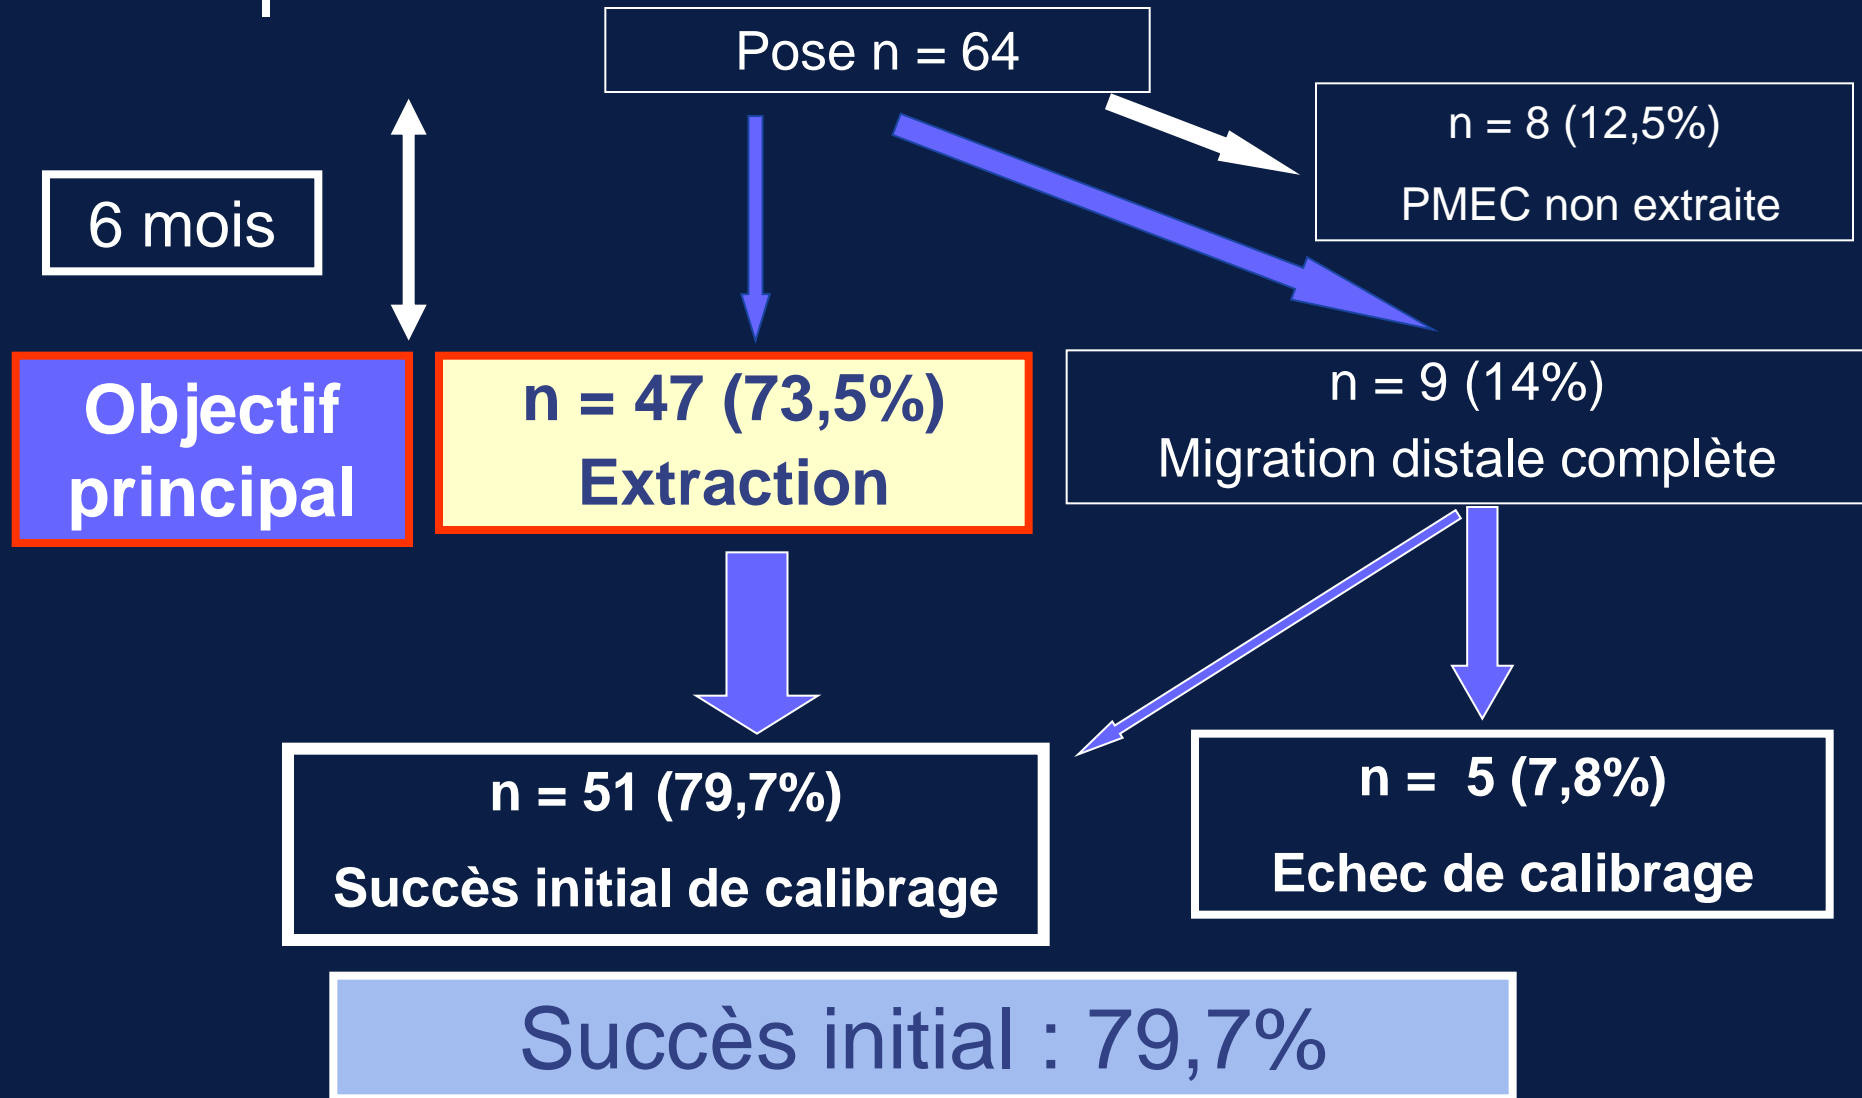 Pose n = 64
n = 8 (12,5%)
PMEC non extraite
6 mois
Objectif
principal
n = 47 (73,5%)
Extraction
n = 9 (14%)
Migration distale complète
n = 51 (79,7%)
Succès initial de calibrage
n =  5 (7,8%)
Echec de calibrage
Succès initial : 79,7%